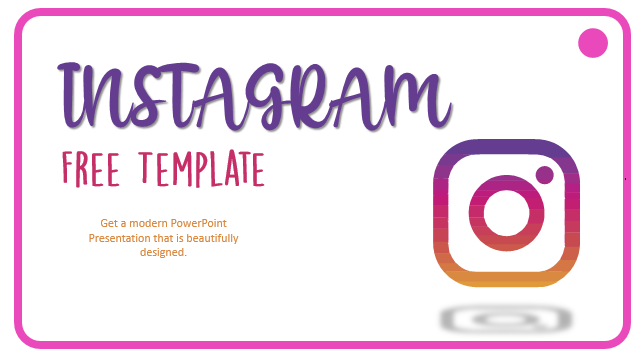 INSTAGRAM
FREE TEMPLATE
Get a modern PowerPoint
Presentation that is beautifully
designed.